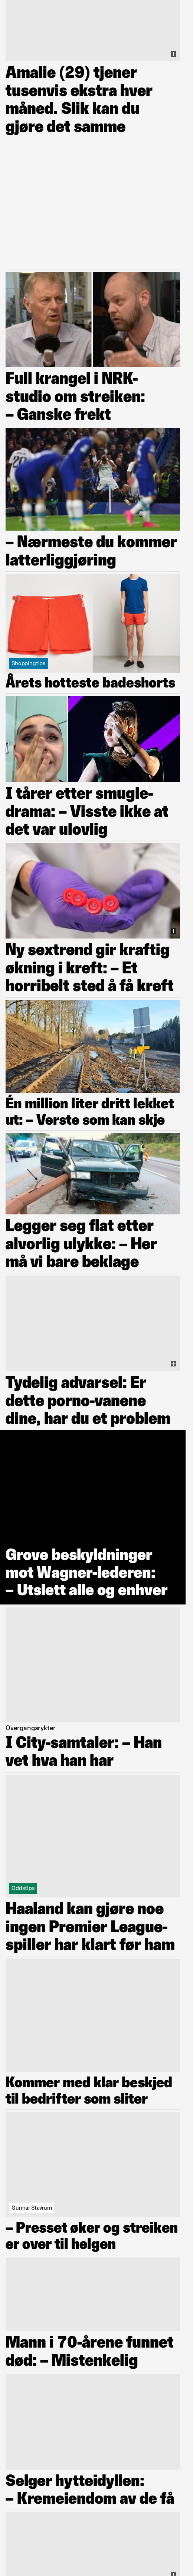 Amalie (29) tjener
tusenvis ekstra hver
måned. Slik kan du
gjøre det samme
Full krangel i NRK-
studio om streiken:
– Ganske frekt
– Nærmeste du kommer
latterliggjøring
Shoppingtips
Årets hotteste badeshorts
I tårer etter smugle-
drama: – Visste ikke at
det var ulovlig
Ny sextrend gir kraftig
økning i kreft: – Et
horribelt sted å få kreft
Én million liter dritt lekket
ut: – Verste som kan skje
Legger seg flat etter
alvorlig ulykke: – Her
må vi bare beklage
Tydelig advarsel: Er
dette porno-vanene
dine, har du et problem
Grove beskyldninger
mot Wagner-lederen:
– Utslett alle og enhver
Overgangsrykter
I City-samtaler: – Han
vet hva han har
Oddstips
Haaland kan gjøre noe
ingen Premier League-
spiller har klart før ham
Kommer med klar beskjed
til bedrifter som sliter
Gunnar Stavrum
– Presset øker og streiken
er over til helgen
Mann i 70-årene funnet
død: – Mistenkelig
Selger hytteidyllen:
– Kremeiendom av de få